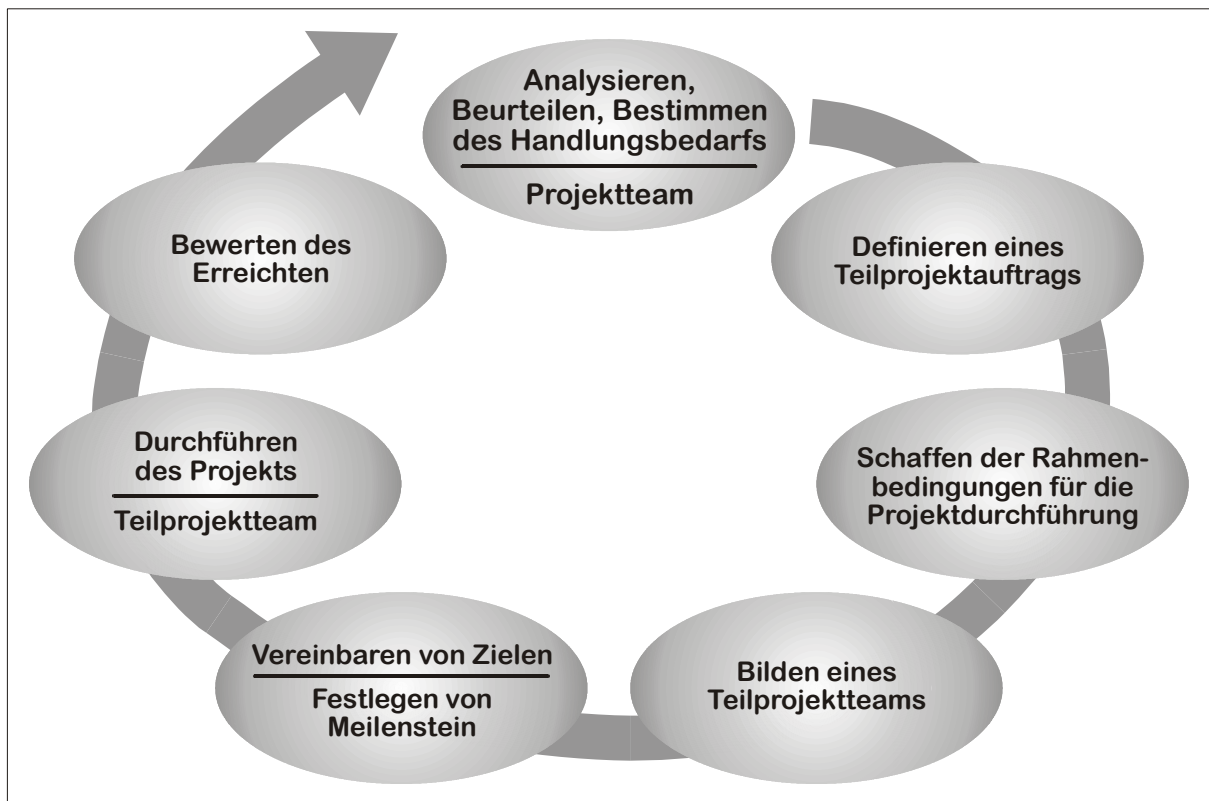 Analysieren,
Beurteilen, Bestimmen
des Handlungsbedarfs
Projektteam
Definieren eines
Teilprojektauftrags
Schaffen der Rahmen-
bedingungen für die
Projektdurchführung
Bilden eines
Teilprojektteams
Vereinbaren von Zielen
Festlegen von
Meilenstein
Durchführen
des Projekts
Teilprojektteam
Bewerten des
Erreichten